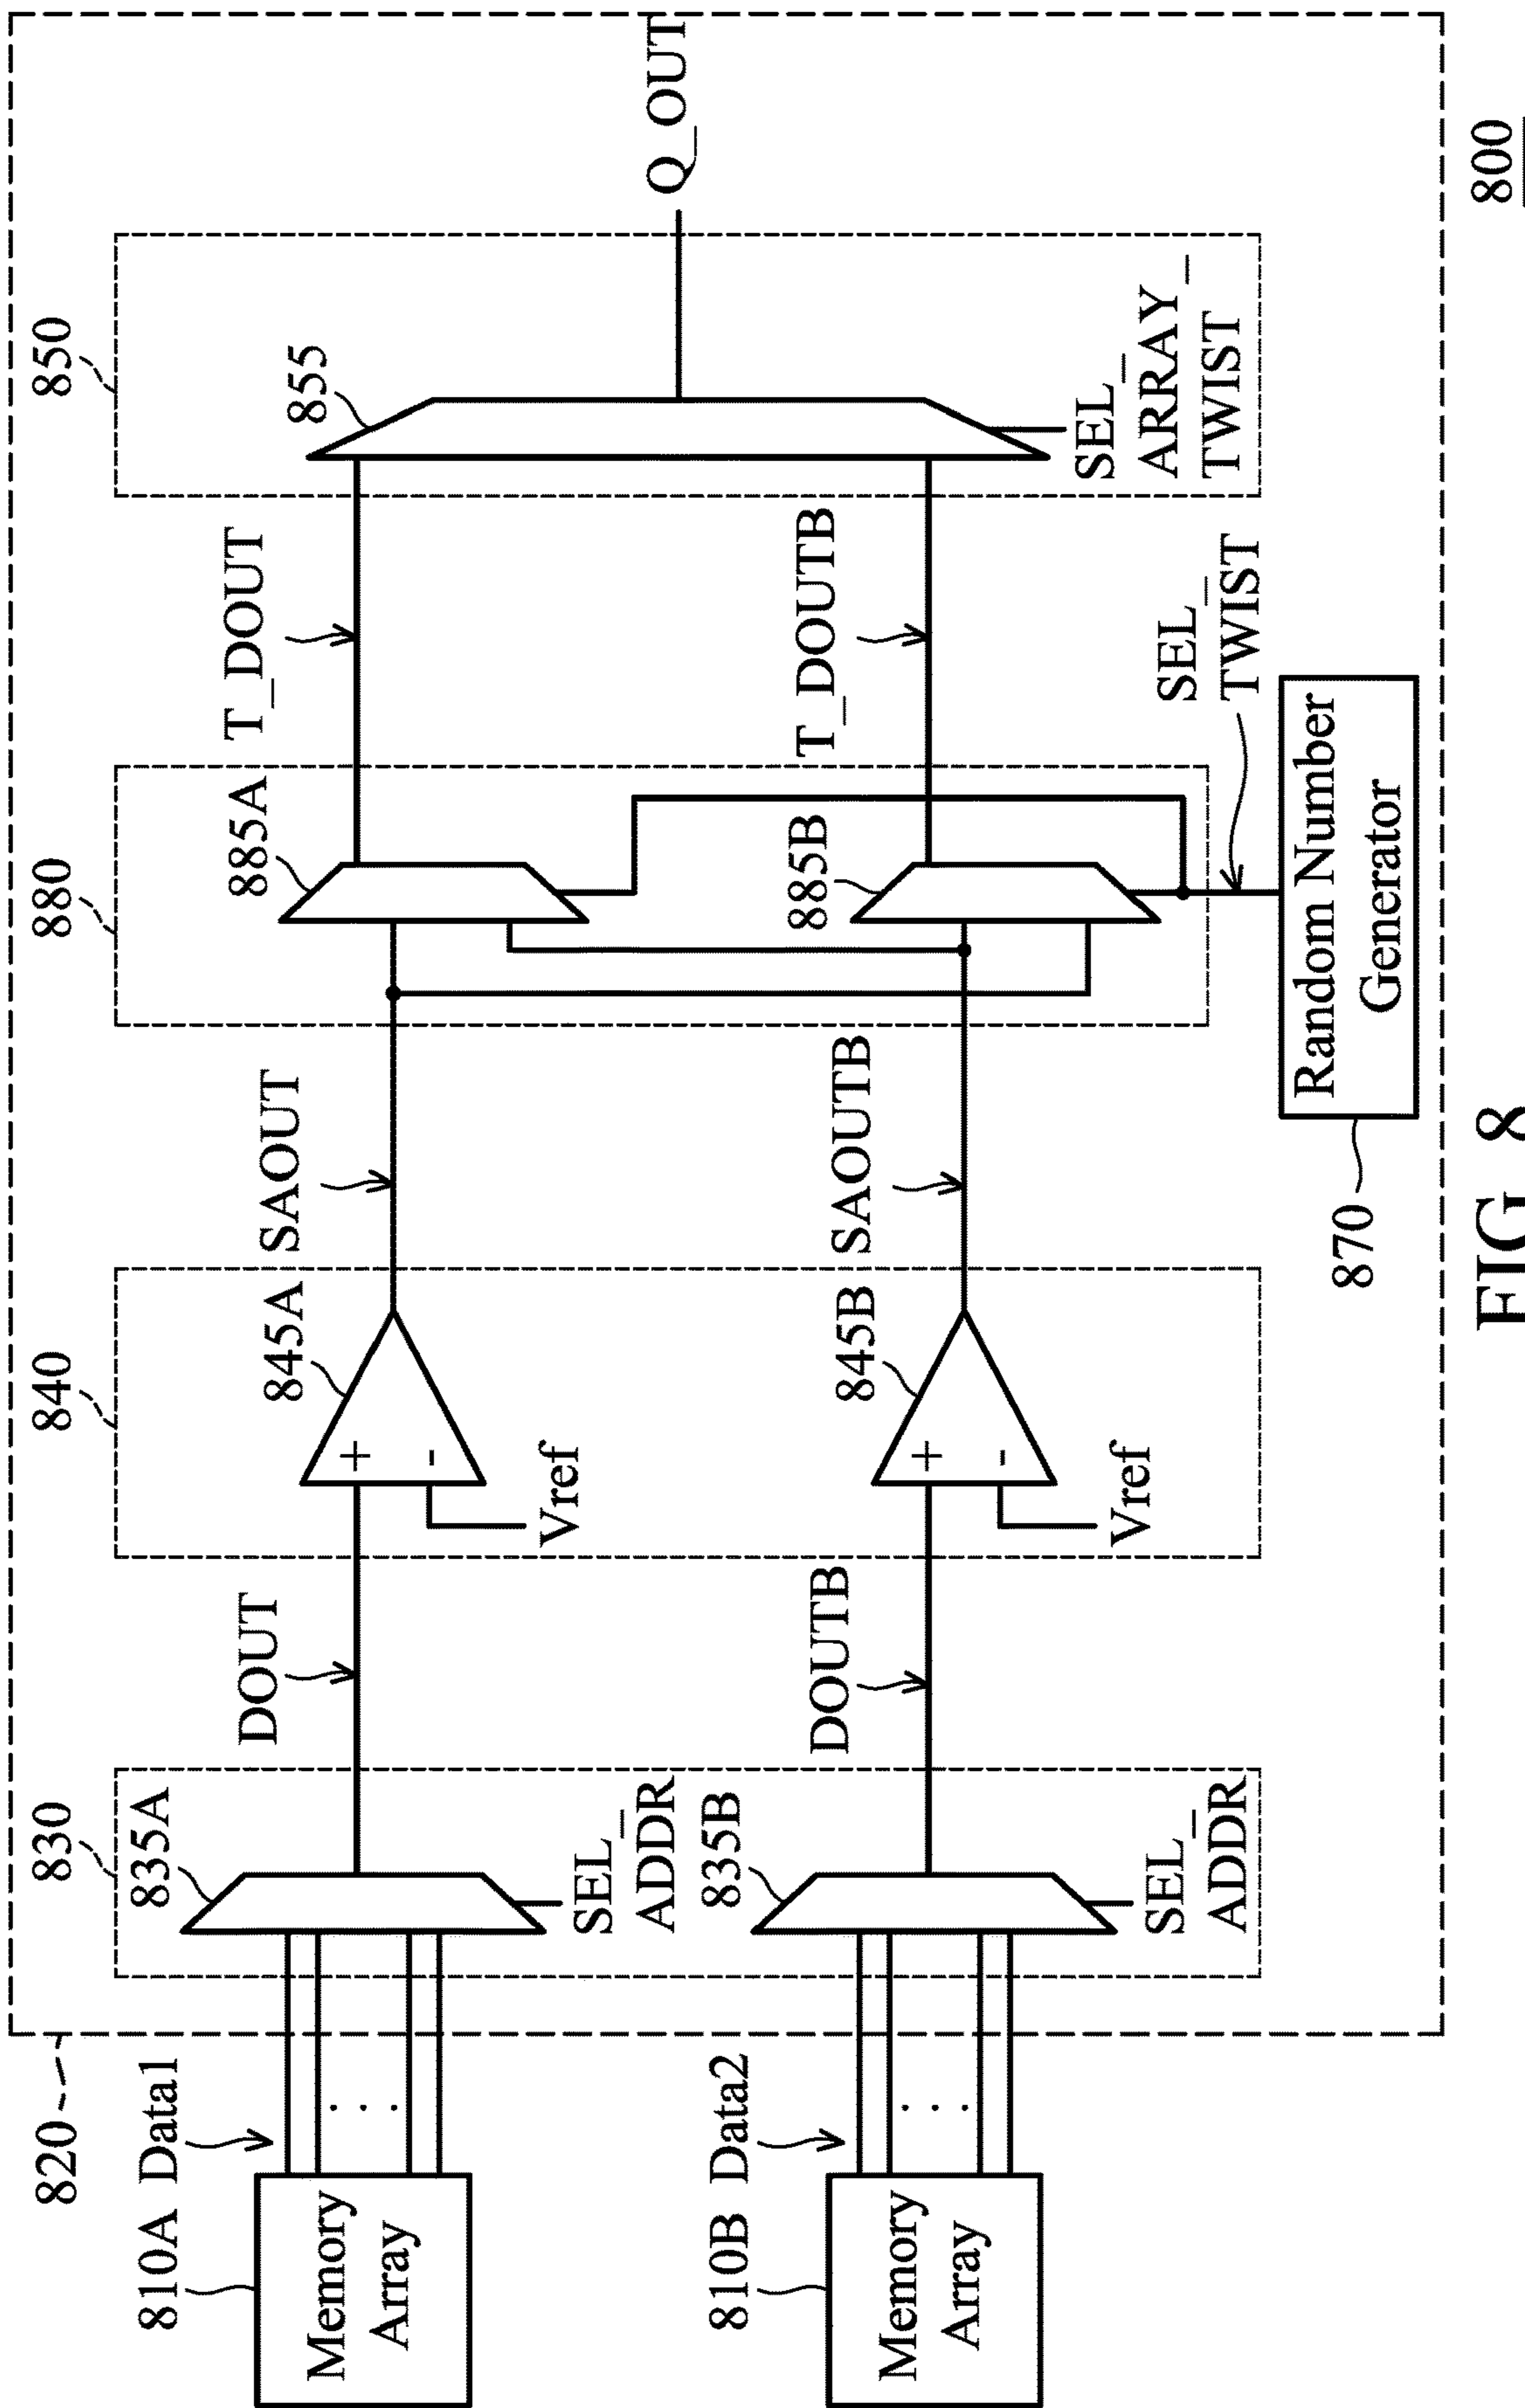 820
830
840
880
850
810A
Data1
835A
DOUT
845A
SAOUT
885A
T_DOUT
855
Memory
Array
. . .
SEL_
ADDR
+
-
Vref
Q_OUT
810B
Data2
835B
DOUTB
845B
SAOUTB
885B
T_DOUTB
Memory
Array
. . .
SEL_
ADDR
+
-
Vref
SEL_
TWIST
SEL_
ARRAY_
TWIST
870
Random Number
Generator
FIG. 8
800